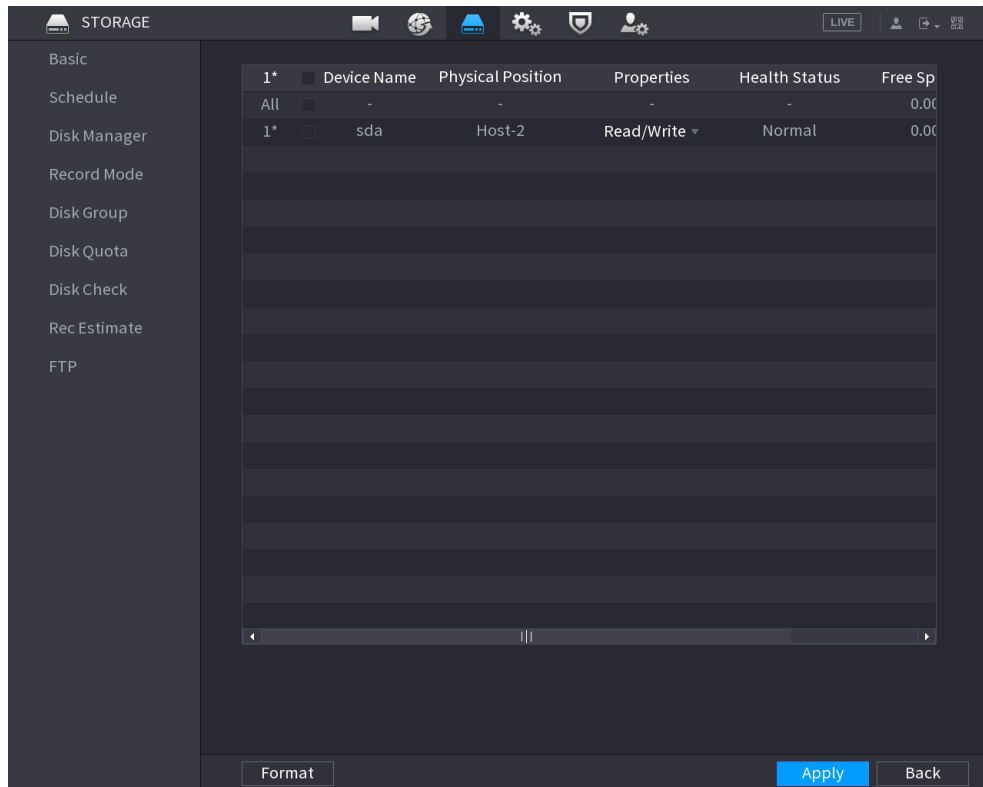 STORAGE LIVE
Basic
Schedule
Disk Manager
Record Mode
Disk Group
Disk Quota
Disk Check
Rec Estimate
FTP
1* Device Name Physical Position Properties Health Status Free Sp
All - - - - 0.00
1* sda Host-2 Read/Write Normal 0.00
Format Apply Back